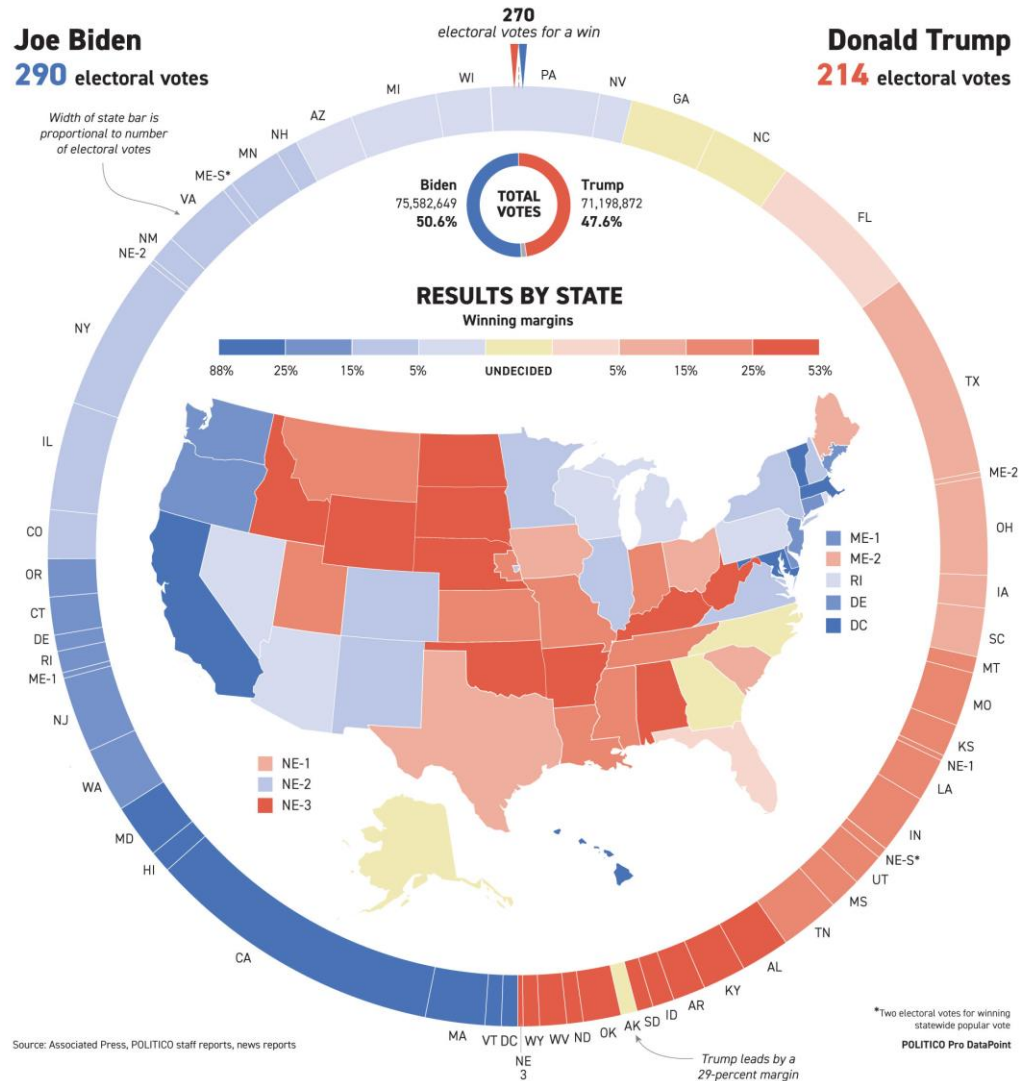 270
electoral votes for a win
Joe Biden
290 electoral votes
Donald Trump
214 electoral votes
Width of state bar is
proportional to number
of electoral votes
PA
NV
GA
NC
FL
TX
ME-2
OH
IA
SC
MT
MO
KS
NE-1
LA
IN
NE-S*
UT
MS
TN
AL
KY
AR
ID
SD
AK
OK
ND
WV
WY
NE
3
DC
VT
MA
CA
HI
MD
WA
NJ
ME-1
RI
DE
CT
OR
CO
IL
NY
NE-2
NM
VA
ME-S*
MN
NH
AZ
MI
WI
Biden
75,582,649
50.6%
TOTAL
VOTES
Trump
71,198,872
47.6%
RESULTS BY STATE
Winning margins
88% 25% 15% 5% UNDECIDED 5% 15% 25% 53%
ME-1
ME-2
RI
DE
DC
NE-1
NE-2
NE-3
*Two electoral votes for winning
statewide popular vote
POLITICO Pro DataPoint
Source: Associated Press, POLITICO staff reports, news reports
Trump leads by a
29-percent margin